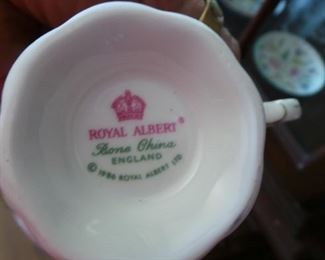 ROYAL ALBERT®
Bone China
ENGLAND
© 1986 ROYAL ALBERT LTD